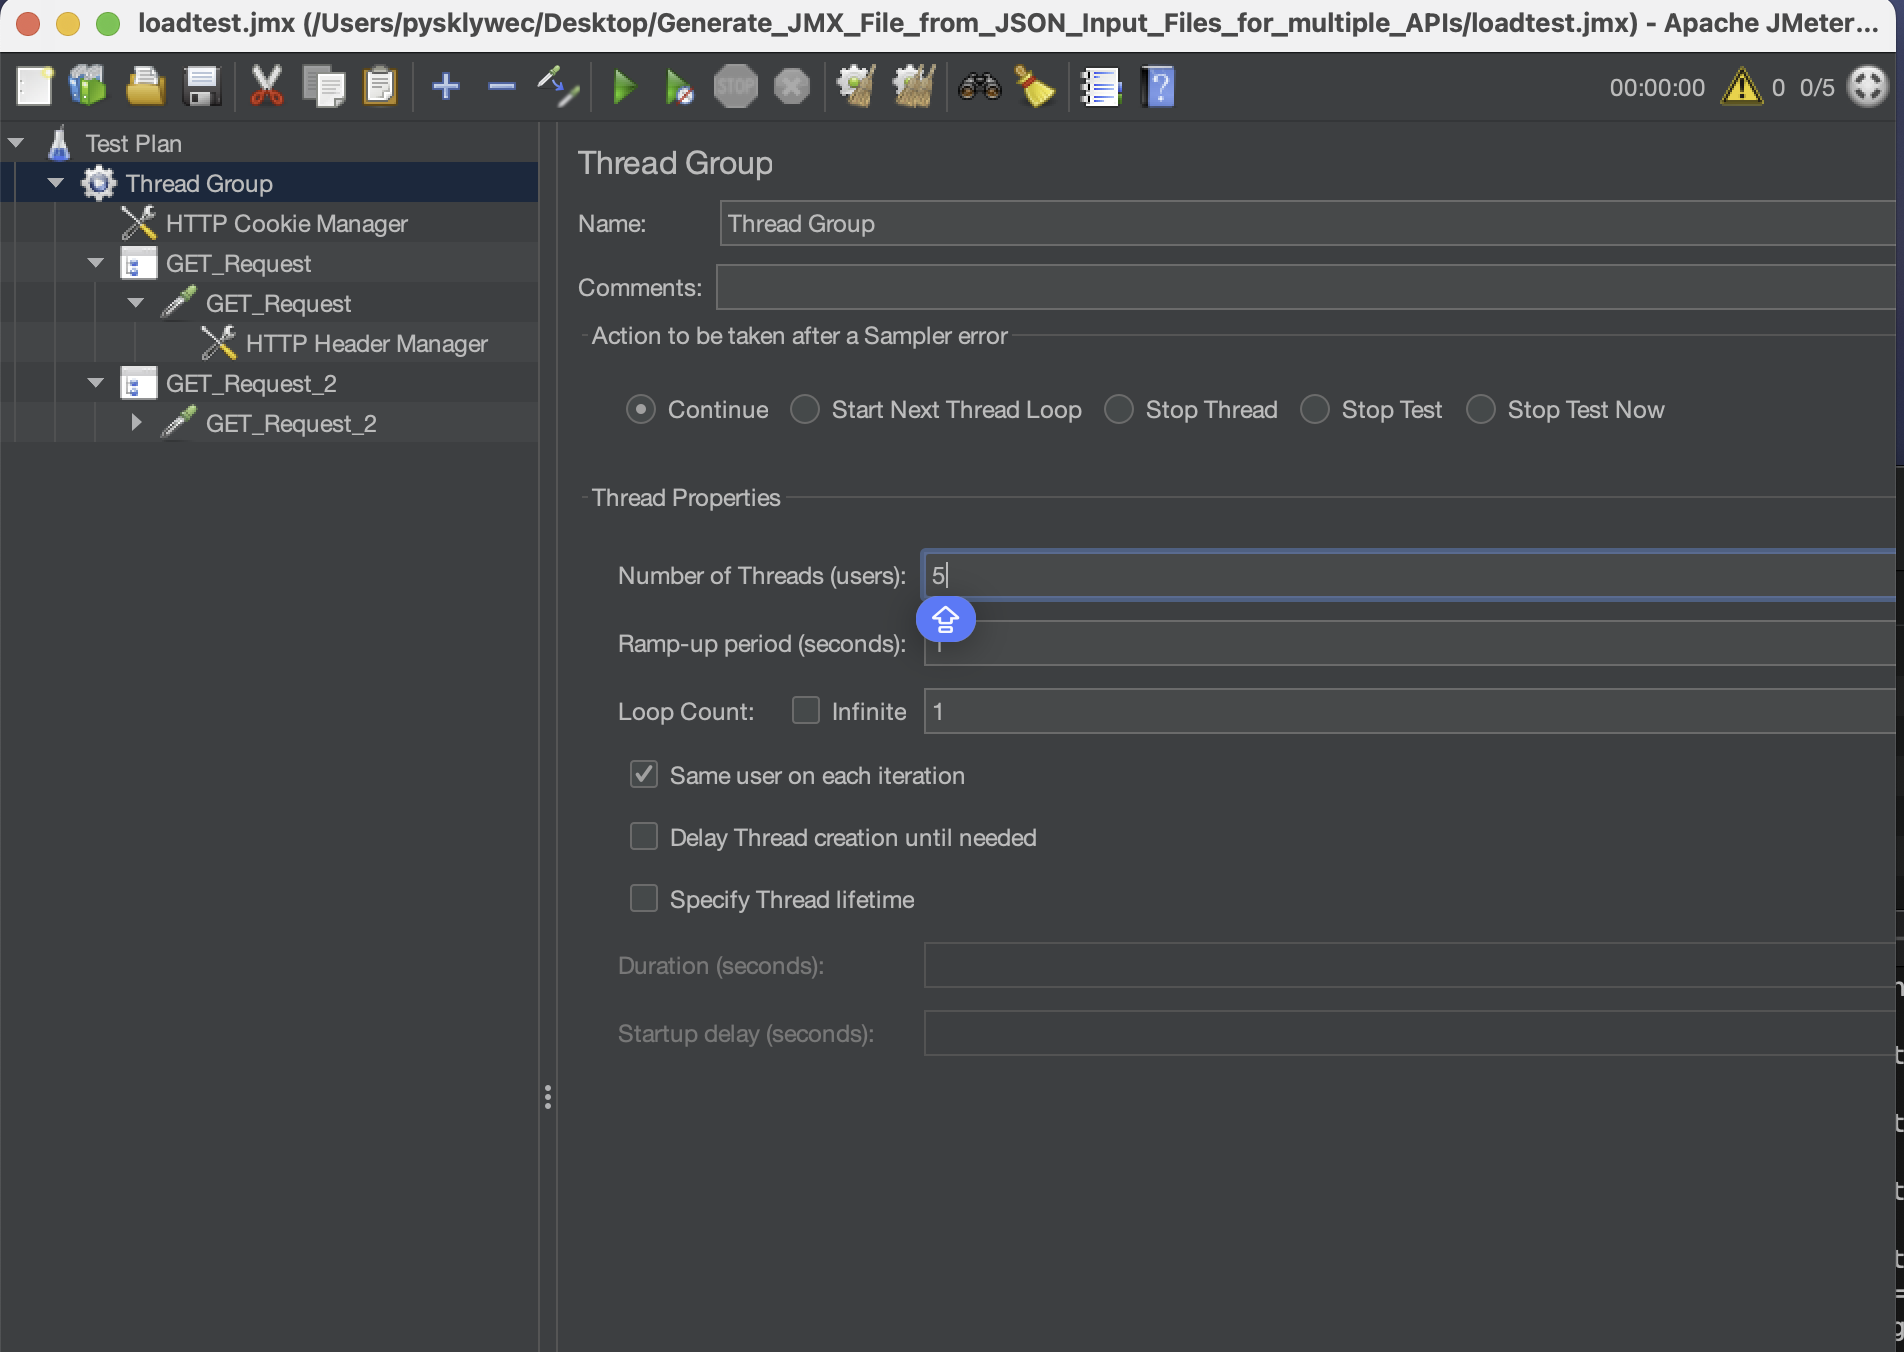 loadtest.jmx (/Users/pysklywec/Desktop/Generate_JMX_File_from_JSON_Input_Files_for_multiple_APIs/loadtest.jmx) - Apache JMeter...
STOP
00:00:00 0 0/5
Test Plan
Thread Group
HTTP Cookie Manager
GET_Request
GET_Request
HTTP Header Manager
GET_Request_2
GET_Request_2
Thread Group
Name: Thread Group
Comments:
Action to be taken after a Sampler error
Continue Start Next Thread Loop Stop Thread Stop Test Stop Test Now
Thread Properties
Number of Threads (users): 5
Ramp-up period (seconds): 1
Loop Count: Infinite 1
Same user on each iteration
Delay Thread creation until needed
Specify Thread lifetime
Duration (seconds):
Startup delay (seconds):